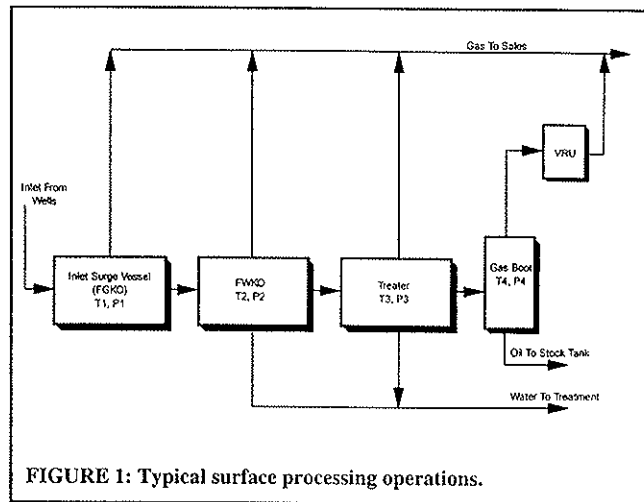 Gas To Sales
VRU
Inlet From
Wells
Inlet Surge Vessel
(FGKO)
T1, P1
FWKO
T2, P2
Treater
T3, P3
Gas Boot
T4, P4
Oil To Stock Tank
Water To Treatment
FIGURE 1: Typical surface processing operations.